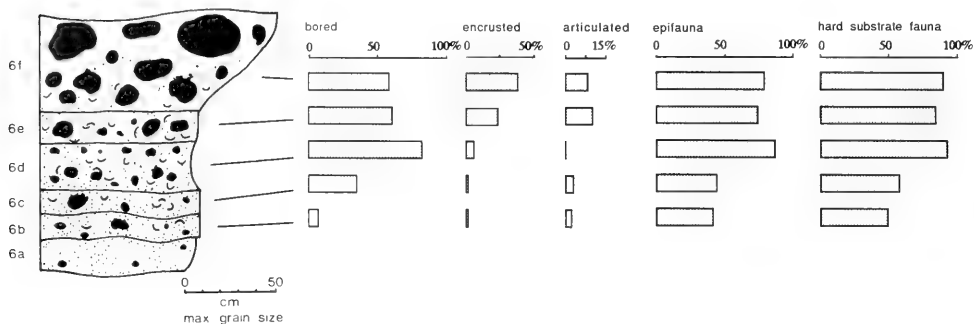 bored encrusted articulated epifauna hard substrate fauna
0 50 100% 0 50% 0 15% 0 50 100% 0 50 100%
6f
6e
6d
6c
6b
6a
0 50
cm
max grain size